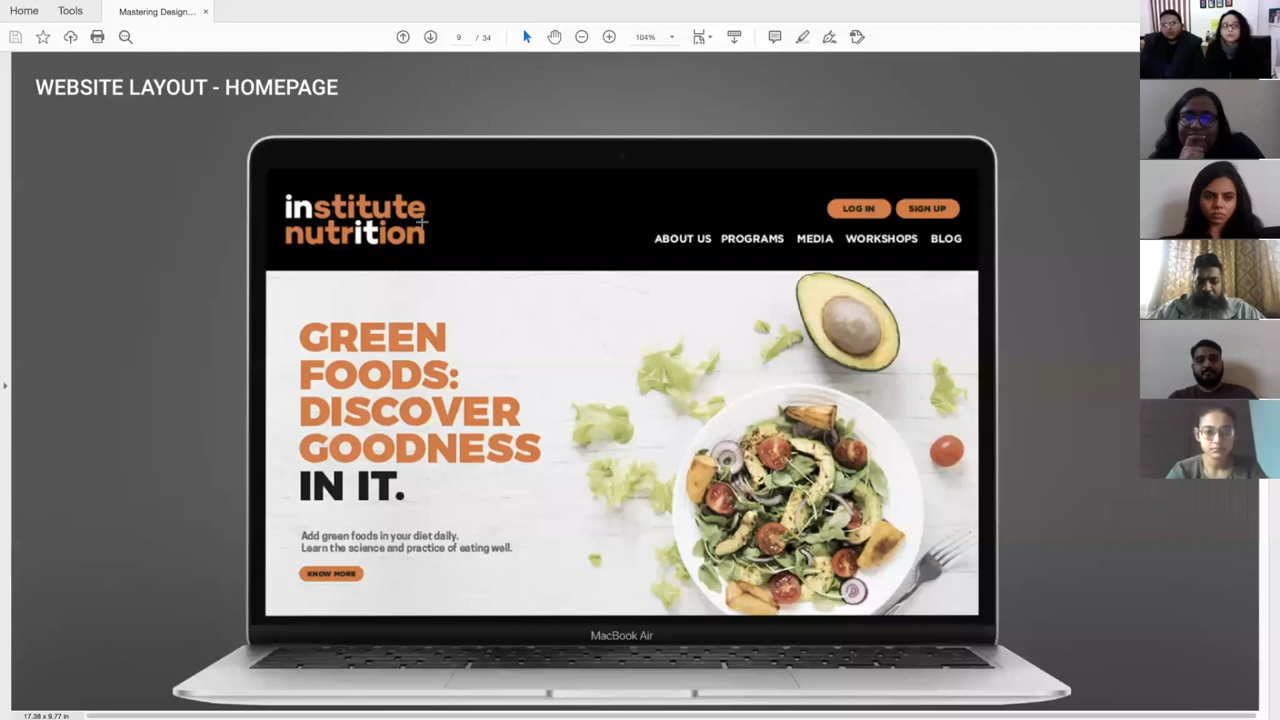 Home
Tools
Mastering Design...
9 / 34
104%
WEBSITE LAYOUT - HOMEPAGE
institute
nutrition
LOG IN
SIGN UP
ABOUT US PROGRAMS MEDIA WORKSHOPS BLOG
GREEN
FOODS:
DISCOVER
GOODNESS
IN IT.
Add green foods in your diet daily.
Learn the science and practice of eating well.
KNOW MORE
MacBook Air
17.38 x 9.77 in